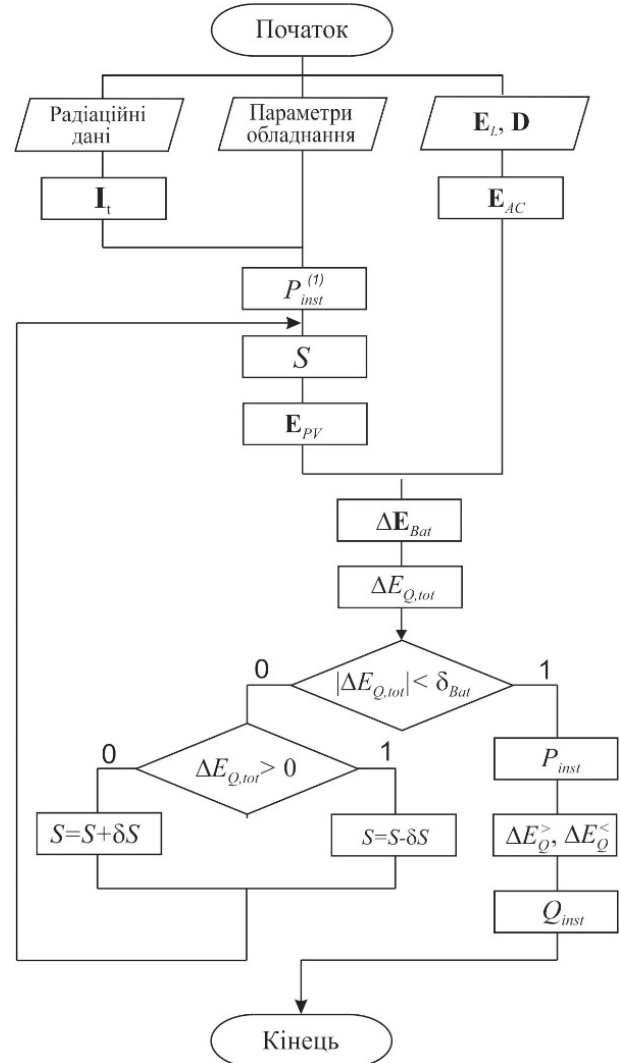 Початок
Радіаційні
дані
Параметри
обладнання
E_L, D
I_t
E_AC
P_inst^(1)
S
E_PV
ΔE_Bat
ΔE_Q,tot
|ΔE_Q,tot| < δ_Bat
0
1
ΔE_Q,tot > 0
0
1
P_inst
S=S+δS
S=S-δS
ΔE_Q^>, ΔE_Q^<
Q_inst
Кінець